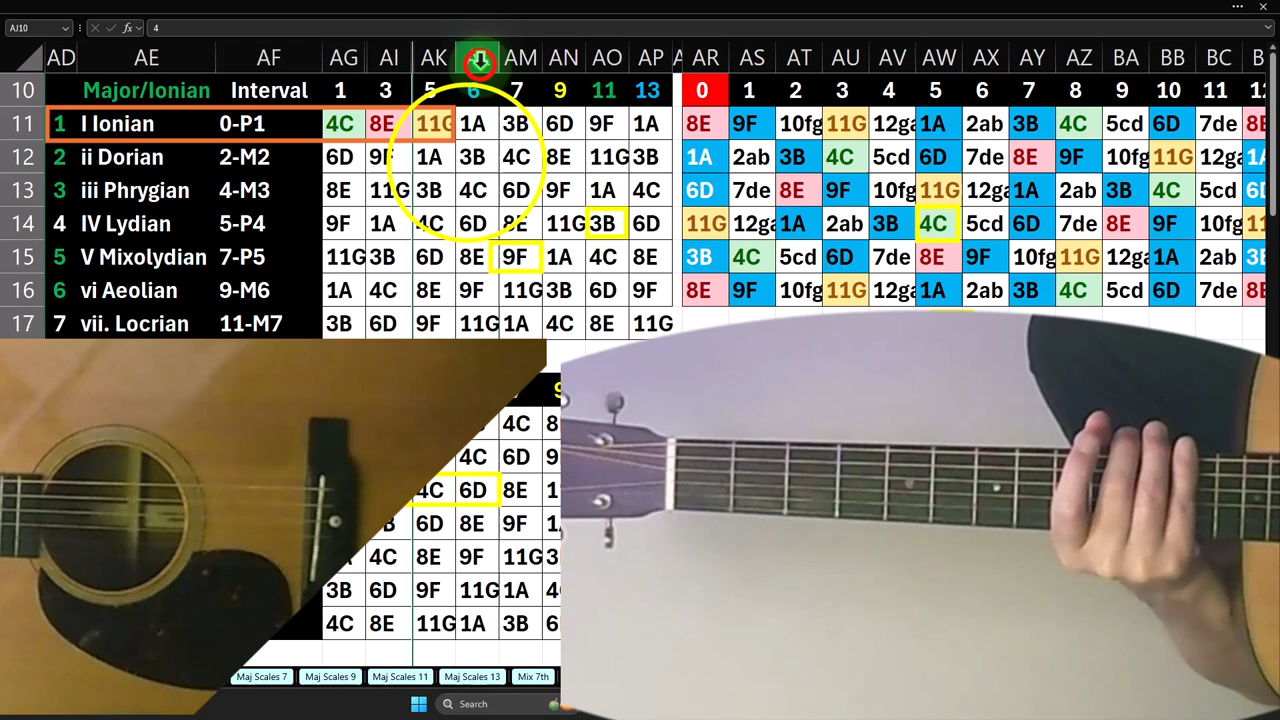 AJ10 fx 4
AD AE AF AG AI AK AM AN AO AP AR AS AT AU AV AW AX AY AZ BA BB BC
10 Major/Ionian Interval 1 3 5 6 7 9 11 13 0 1 2 3 4 5 6 7 8 9 10 11
11 1 I Ionian 0-P1 4C 8E 11G 1A 3B 6D 9F 1A 8E 9F 10fg 11G 12ga 1A 2ab 3B 4C 5cd 6D 7de
12 2 ii Dorian 2-M2 6D 9F 1A 3B 4C 8E 11G 3B 1A 2ab 3B 4C 5cd 6D 7de 8E 9F 10fg 11G
13 3 iii Phrygian 4-M3 8E 11G 3B 4C 6D 9F 1A 4C 6D 7de 8E 9F 10fg 11G 12ga 1A 2ab 3B 4C 5cd
14 4 IV Lydian 5-P4 9F 1A 4C 6D 8E 11G 3B 6D 11G 12ga 1A 2ab 3B 4C 5cd 6D 7de 8E 9F
15 5 V Mixolydian 7-P5 11G 3B 6D 8E 9F 1A 4C 8E 3B 4C 5cd 6D 7de 8E 9F 11G 1A 2ab
16 6 vi Aeolian 9-M6 1A 4C 8E 9F 11G 3B 6D 9F 8E 9F 11G 1A 2ab 3B 4C 5cd 6D 7de
17 7 vii. Locrian 11-M7 3B 6D 9F 11G 1A 4C 8E 11G
4C
4C 6D
4C 6D 8E
6D 8E 9F
8E 9F 11G
3B 6D 9F 11G 1A
4C 8E 11G 1A 3B
Maj Scales 7 Maj Scales 9 Maj Scales 11 Maj Scales 13 Mix 7th
Search